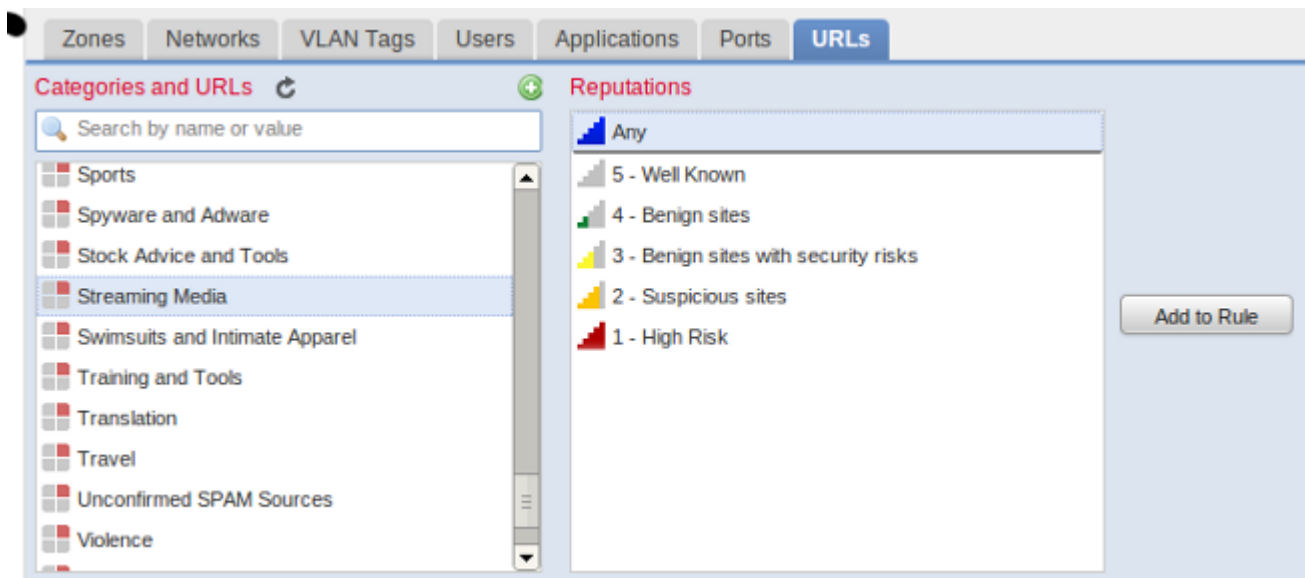 Zones Networks VLAN Tags Users Applications Ports URLs
Categories and URLs
Search by name or value
Sports
Spyware and Adware
Stock Advice and Tools
Streaming Media
Swimsuits and Intimate Apparel
Training and Tools
Translation
Travel
Unconfirmed SPAM Sources
Violence
Reputations
Any
5 - Well Known
4 - Benign sites
3 - Benign sites with security risks
2 - Suspicious sites
1 - High Risk
Add to Rule